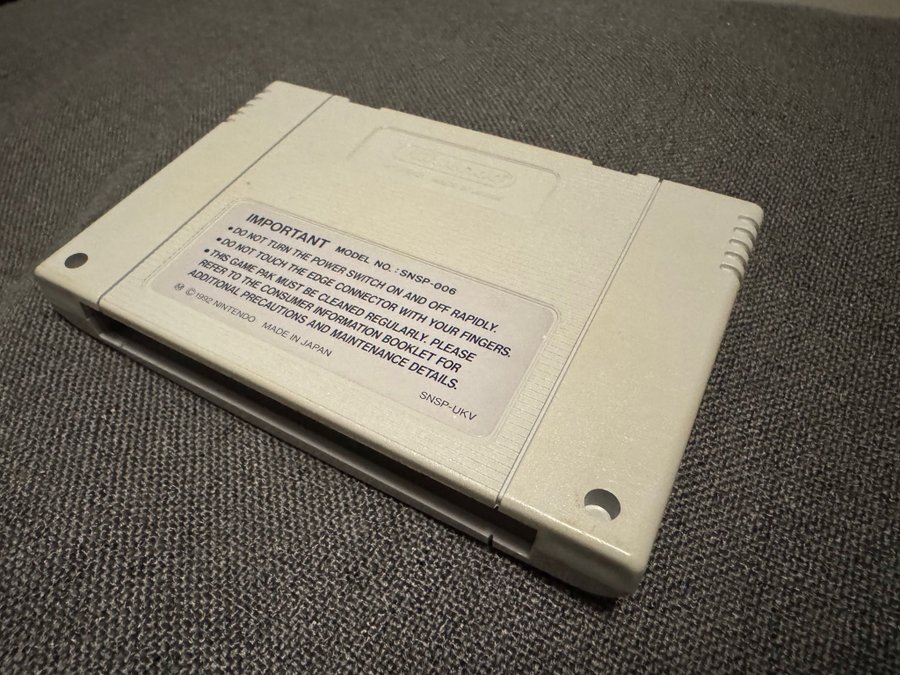 IMPORTANT MODEL NO. : SNSP-006
•DO NOT TURN THE POWER SWITCH ON AND OFF RAPIDLY.
•DO NOT TOUCH THE EDGE CONNECTOR WITH YOUR FINGERS.
•THIS GAME PAK MUST BE CLEANED REGULARLY. PLEASE
REFER TO THE CONSUMER INFORMATION BOOKLET FOR
ADDITIONAL PRECAUTIONS AND MAINTENANCE DETAILS.
Ⓜ ©1992 NINTENDO MADE IN JAPAN
SNSP-UKV